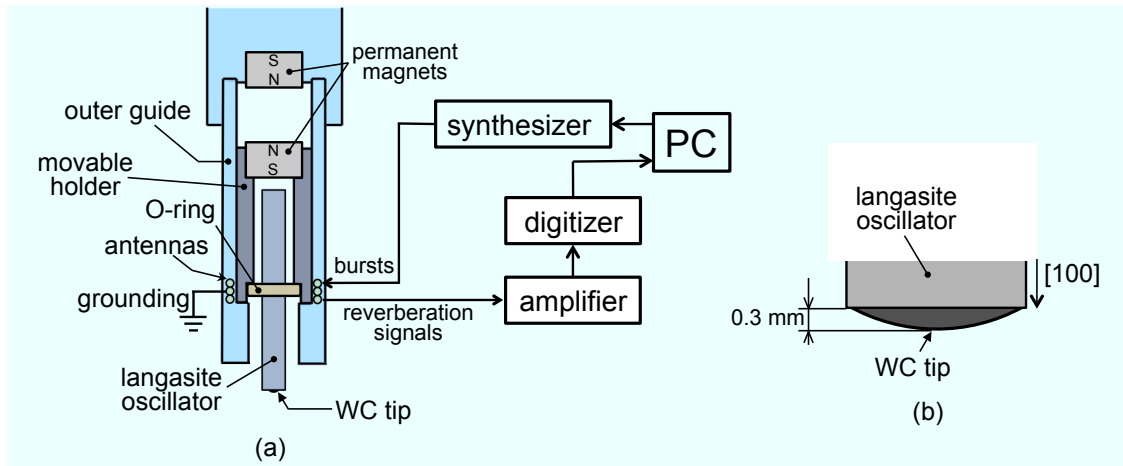 S
N
permanent
magnets
outer guide
N
S
movable
holder
O-ring
antennas
grounding
langasite
oscillator
WC tip
(a)
synthesizer
PC
digitizer
amplifier
bursts
reverberation
signals
langasite
oscillator
[100]
0.3 mm
WC tip
(b)